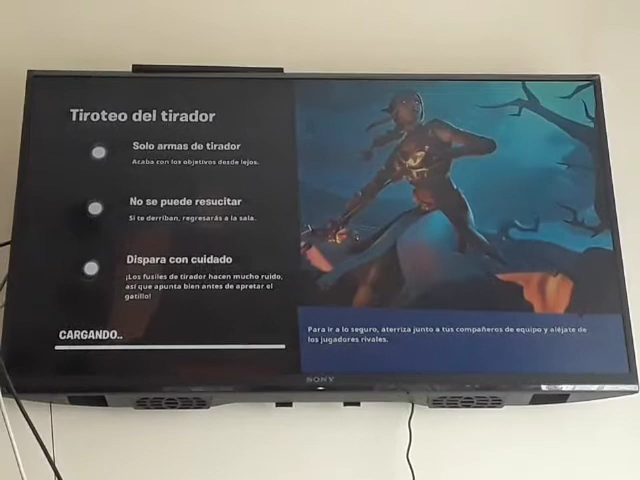 Tiroteo del tirador
Solo armas de tirador
Acaba con los objetivos desde lejos.
No se puede resucitar
Si te derriban, regresarás a la sala.
Dispara con cuidado
¡Los fusiles de tirador hacen mucho ruido,
así que apunta bien antes de apretar el
gatillo!
CARGANDO..
Para ir a lo seguro, aterriza junto a tus compañeros de equipo y aléjate de
los jugadores rivales.
SONY